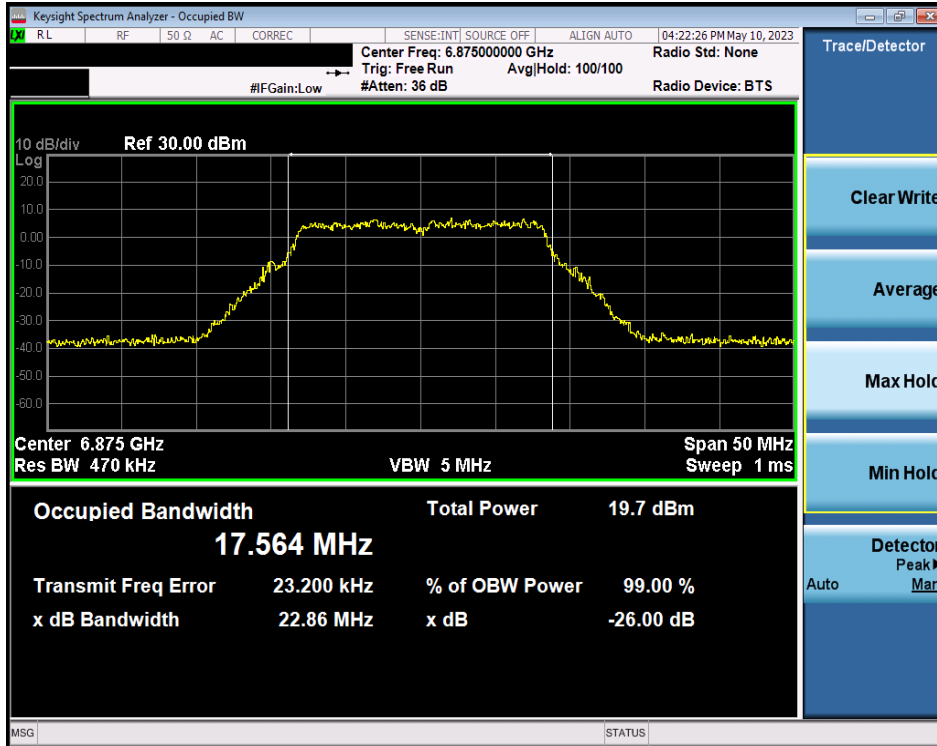 Keysight Spectrum Analyzer - Occupied BW
LXI RL RF 50 Ω AC CORREC SENSE:INT SOURCE OFF ALIGN AUTO 04:22:26 PM May 10, 2023
Center Freq: 6.875000000 GHz Radio Std: None
Trig: Free Run Avg|Hold: 100/100
#IFGain:Low #Atten: 36 dB Radio Device: BTS
10 dB/div Ref 30.00 dBm
Log
20.0
10.0
0.00
-10.0
-20.0
-30.0
-40.0
-50.0
-60.0
Center 6.875 GHz Span 50 MHz
Res BW 470 kHz VBW 5 MHz Sweep 1 ms
Occupied Bandwidth Total Power 19.7 dBm
17.564 MHz
Transmit Freq Error 23.200 kHz % of OBW Power 99.00 %
x dB Bandwidth 22.86 MHz x dB -26.00 dB
Trace/Detector
Clear Write
Average
Max Hold
Min Hold
Detector
Peak
Auto Man
MSG STATUS